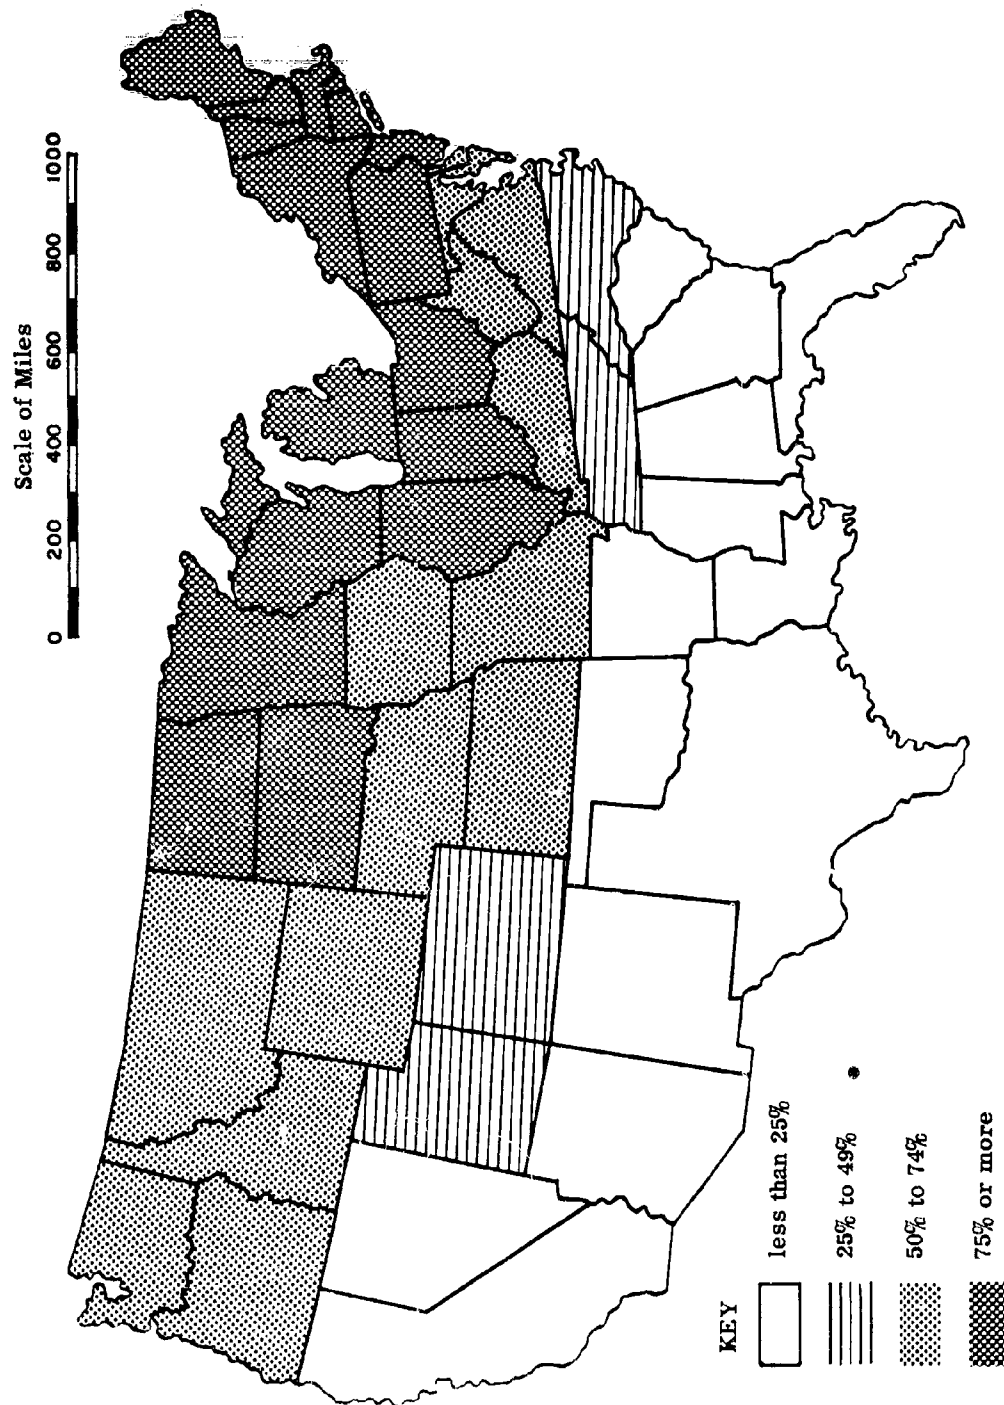 Scale of Miles
0 200 400 600 800 1000
KEY
less than 25%
25% to 49%
50% to 74%
75% or more